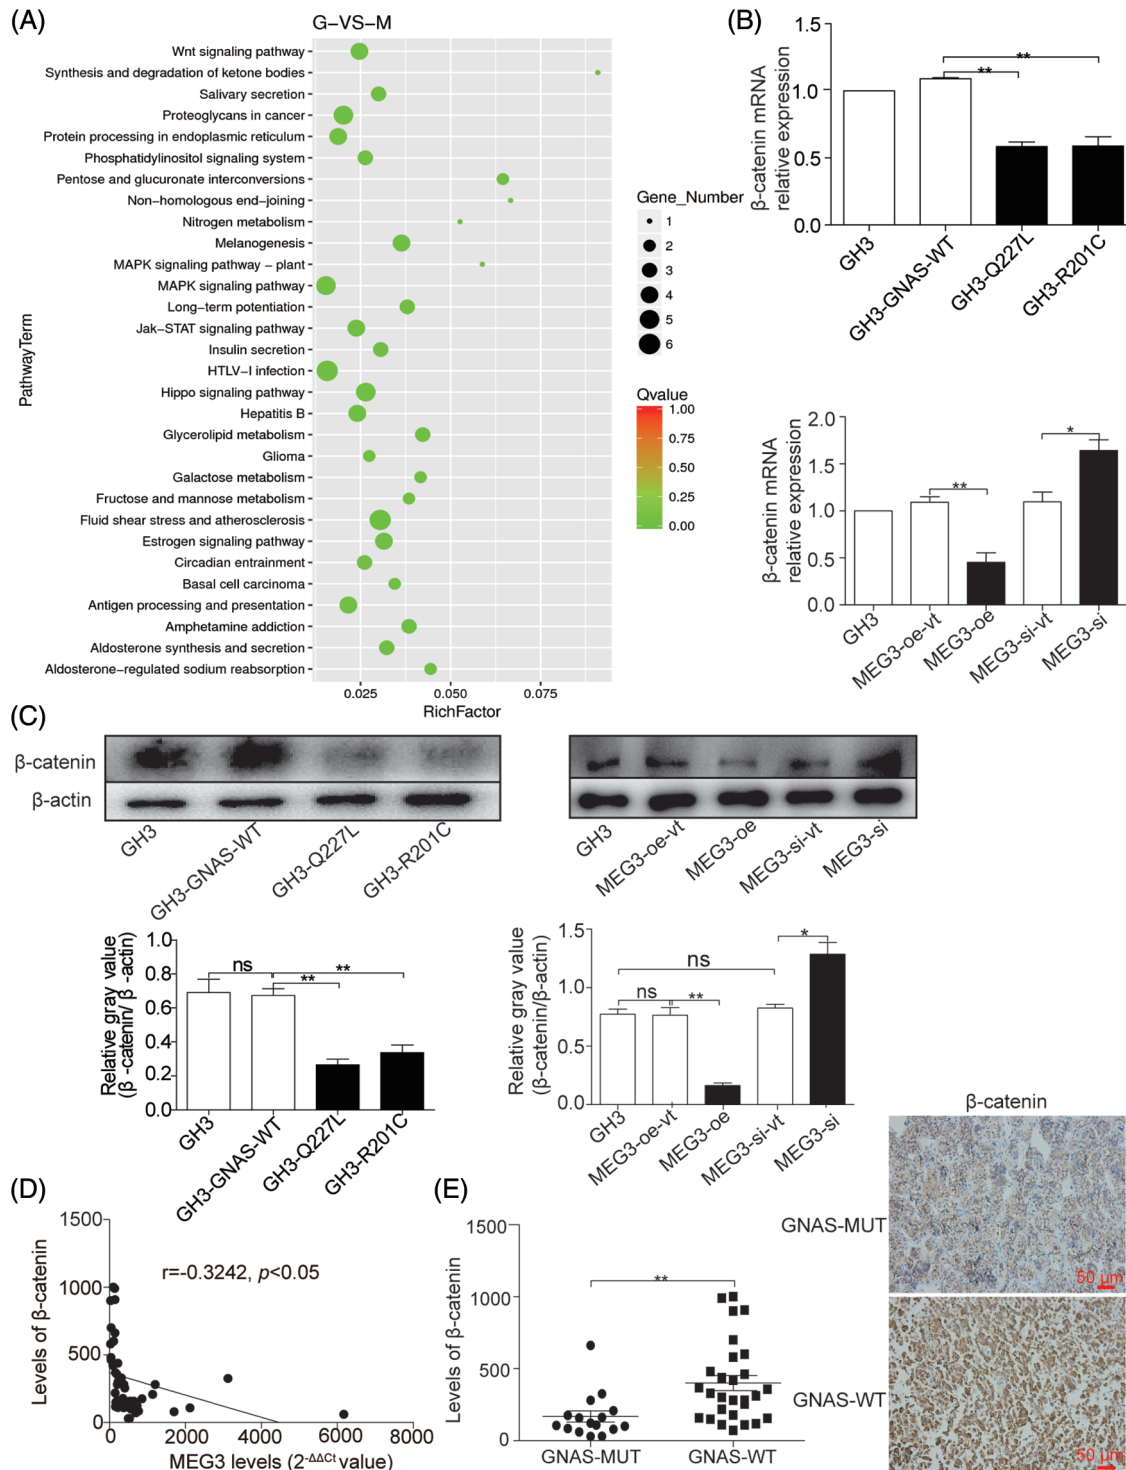 (A)
G−VS−M
PathwayTerm
Wnt signaling pathway
Synthesis and degradation of ketone bodies
Salivary secretion
Proteoglycans in cancer
Protein processing in endoplasmic reticulum
Phosphatidylinositol signaling system
Pentose and glucuronate interconversions
Non−homologous end−joining
Nitrogen metabolism
Melanogenesis
MAPK signaling pathway − plant
MAPK signaling pathway
Long−term potentiation
Jak−STAT signaling pathway
Insulin secretion
HTLV−I infection
Hippo signaling pathway
Hepatitis B
Glycerolipid metabolism
Glioma
Galactose metabolism
Fructose and mannose metabolism
Fluid shear stress and atherosclerosis
Estrogen signaling pathway
Circadian entrainment
Basal cell carcinoma
Antigen processing and presentation
Amphetamine addiction
Aldosterone synthesis and secretion
Aldosterone−regulated sodium reabsorption
0.025 0.050 0.075
RichFactor
Gene_Number
1
2
3
4
5
6
Qvalue
1.00
0.75
0.50
0.25
0.00
(B)
β-catenin mRNA
relative expression
1.5
1.0
0.5
0.0
**
**
GH3
GH3-GNAS-WT
GH3-Q227L
GH3-R201C
β-catenin mRNA
relative expression
2.0
1.5
1.0
0.5
0.0
**
*
GH3
MEG3-oe-vt
MEG3-oe
MEG3-si-vt
MEG3-si
(C)
β-catenin
β-actin
GH3
GH3-GNAS-WT
GH3-Q227L
GH3-R201C
GH3
MEG3-oe-vt
MEG3-oe
MEG3-si-vt
MEG3-si
Relative gray value
(β -catenin/ β -actin)
1.0
0.8
0.6
0.4
0.2
0.0
ns
**
**
GH3
GH3-GNAS-WT
GH3-Q227L
GH3-R201C
Relative gray value
(β-catenin/β-actin)
1.5
1.0
0.5
0.0
ns
ns
**
*
GH3
MEG3-oe-vt
MEG3-oe
MEG3-si-vt
MEG3-si
(D)
Levels of β-catenin
1500
1000
500
0
r=-0.3242, p<0.05
0 2000 4000 6000 8000
MEG3 levels (2-ΔΔCt value)
(E)
Levels of β-catenin
1500
1000
500
0
**
GNAS-MUT GNAS-WT
β-catenin
GNAS-MUT
50 μm
GNAS-WT
50 μm